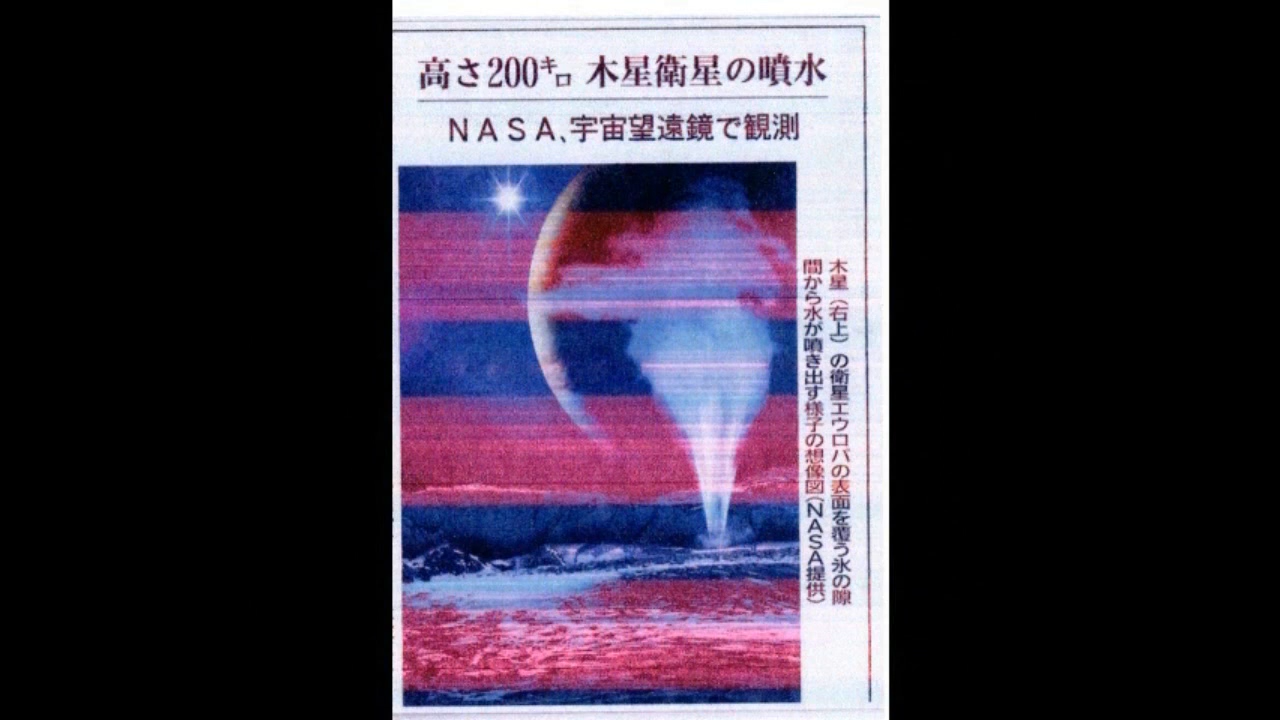 高さ200㌔ 木星衛星の噴水
NASA、宇宙望遠鏡で観測
木星（右上）の衛星エウロパの表面を覆う氷の隙
間から水が噴き出す様子の想像図（NASA提供）